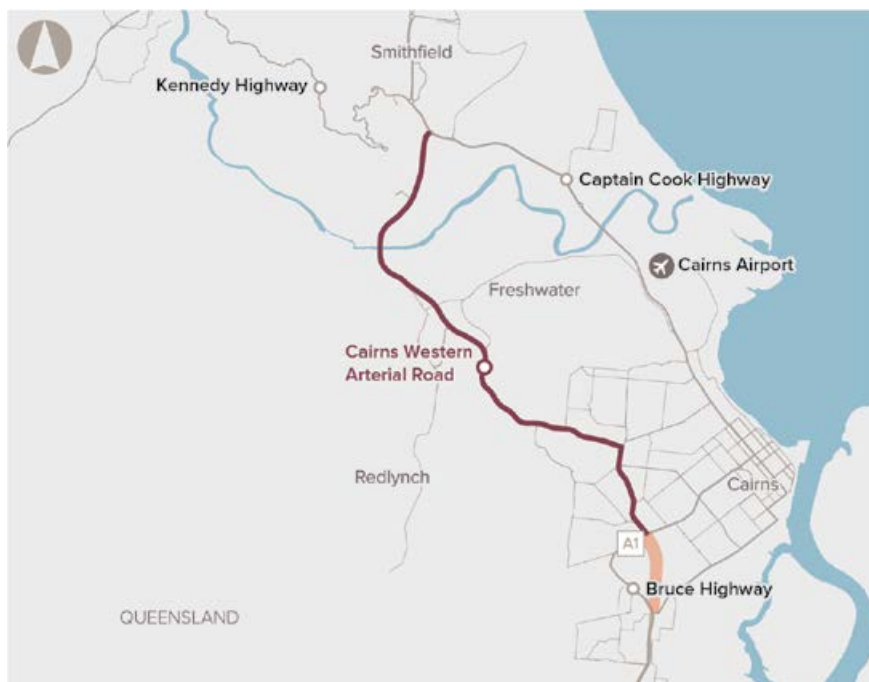 Smithfield
Kennedy Highway
Captain Cook Highway
Cairns Airport
Freshwater
Cairns Western
Arterial Road
Redlynch
Cairns
A1
Bruce Highway
QUEENSLAND